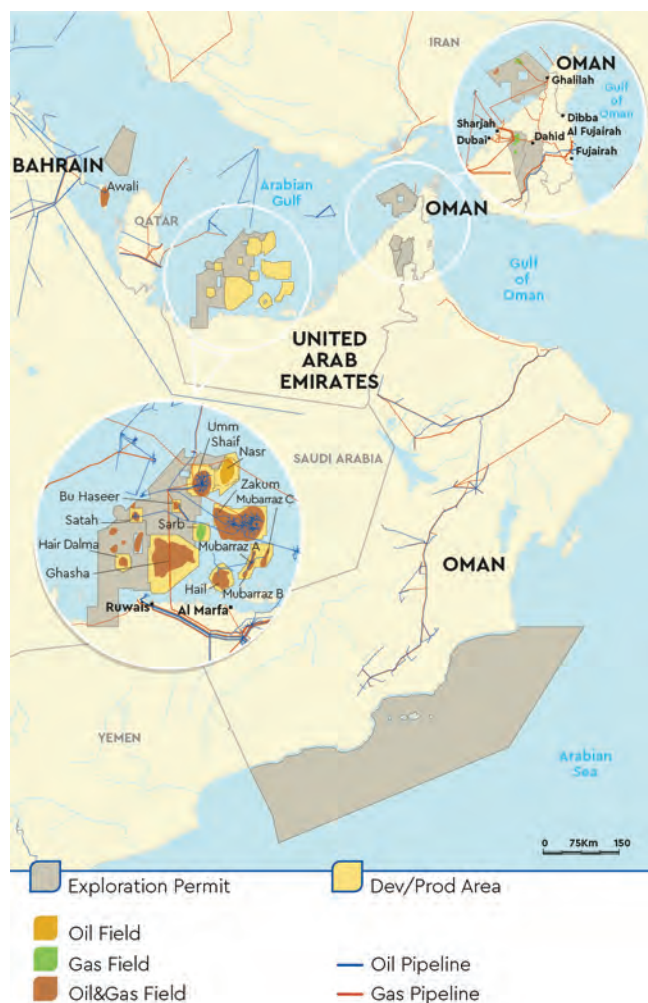 IRAN
OMAN
Ghalilah
Gulf
of
Oman
Dibba
Sharjah
Al Fujairah
Dubai
Dahid
Fujairah
BAHRAIN
Awali
Arabian
Gulf
QATAR
OMAN
Gulf
of
Oman
UNITED
ARAB
EMIRATES
SAUDI ARABIA
Umm
Shaif
Nasr
Bu Haseer
Zakum
Mubarraz C
Satah
Sarb
Hair Dalma
Mubarraz A
Ghasha
Hail
Mubarraz B
Ruwais
Al Marfa
OMAN
YEMEN
Arabian
Sea
0 75Km 150
Exploration Permit
Dev/Prod Area
Oil Field
Gas Field
Oil Pipeline
Oil&Gas Field
Gas Pipeline